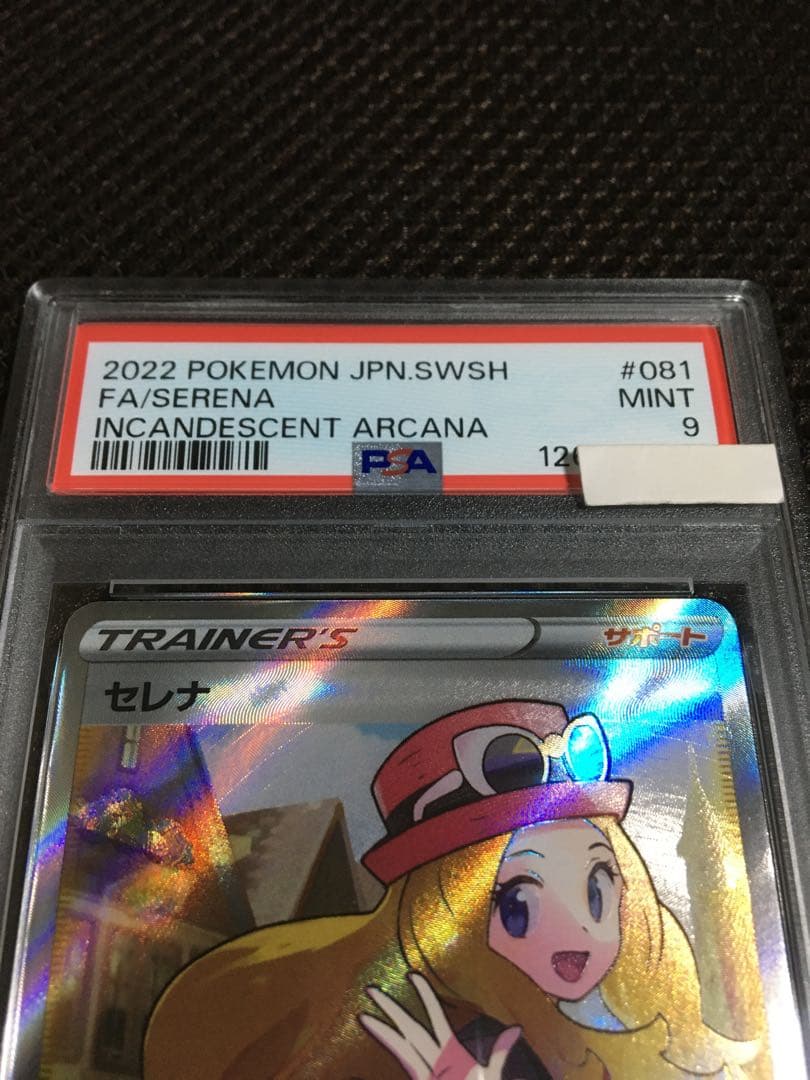 2022 POKEMON JPN.SWSH #081
FA/SERENA MINT
INCANDESCENT ARCANA 9
PSA
TRAINER'S サポート
セレナ